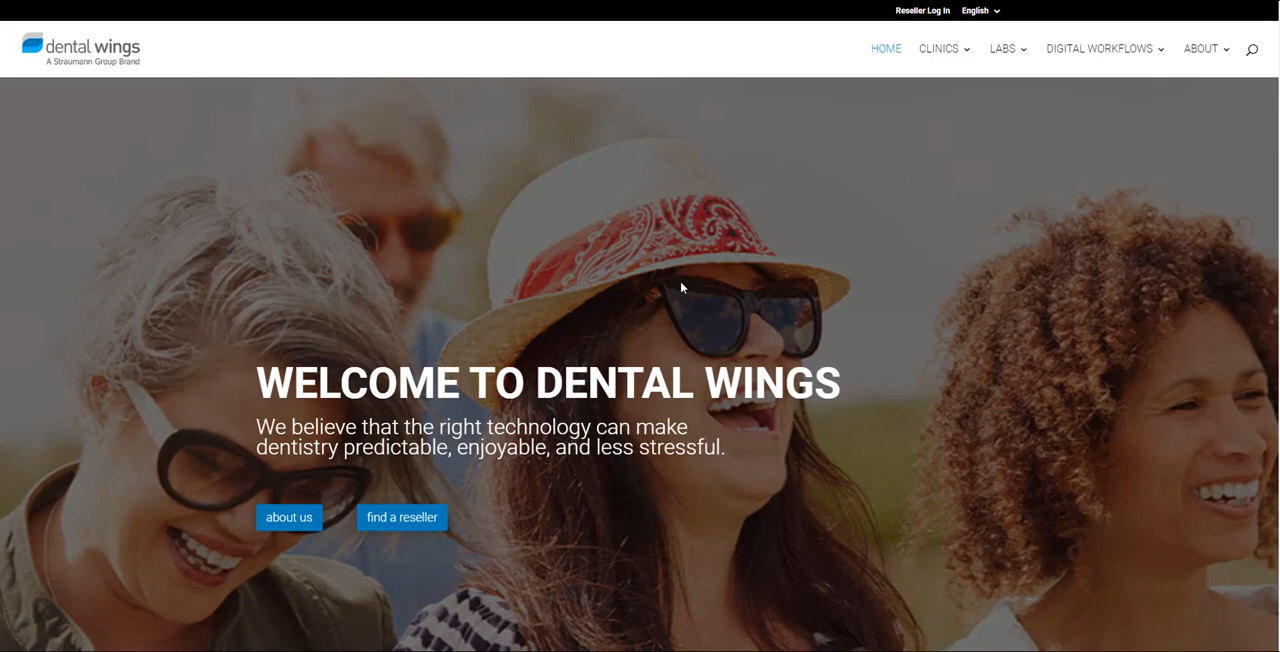 Reseller Log In English
dental wings
A Straumann Group Brand
HOME CLINICS LABS DIGITAL WORKFLOWS ABOUT
WELCOME TO DENTAL WINGS
We believe that the right technology can make
dentistry predictable, enjoyable, and less stressful.
about us find a reseller